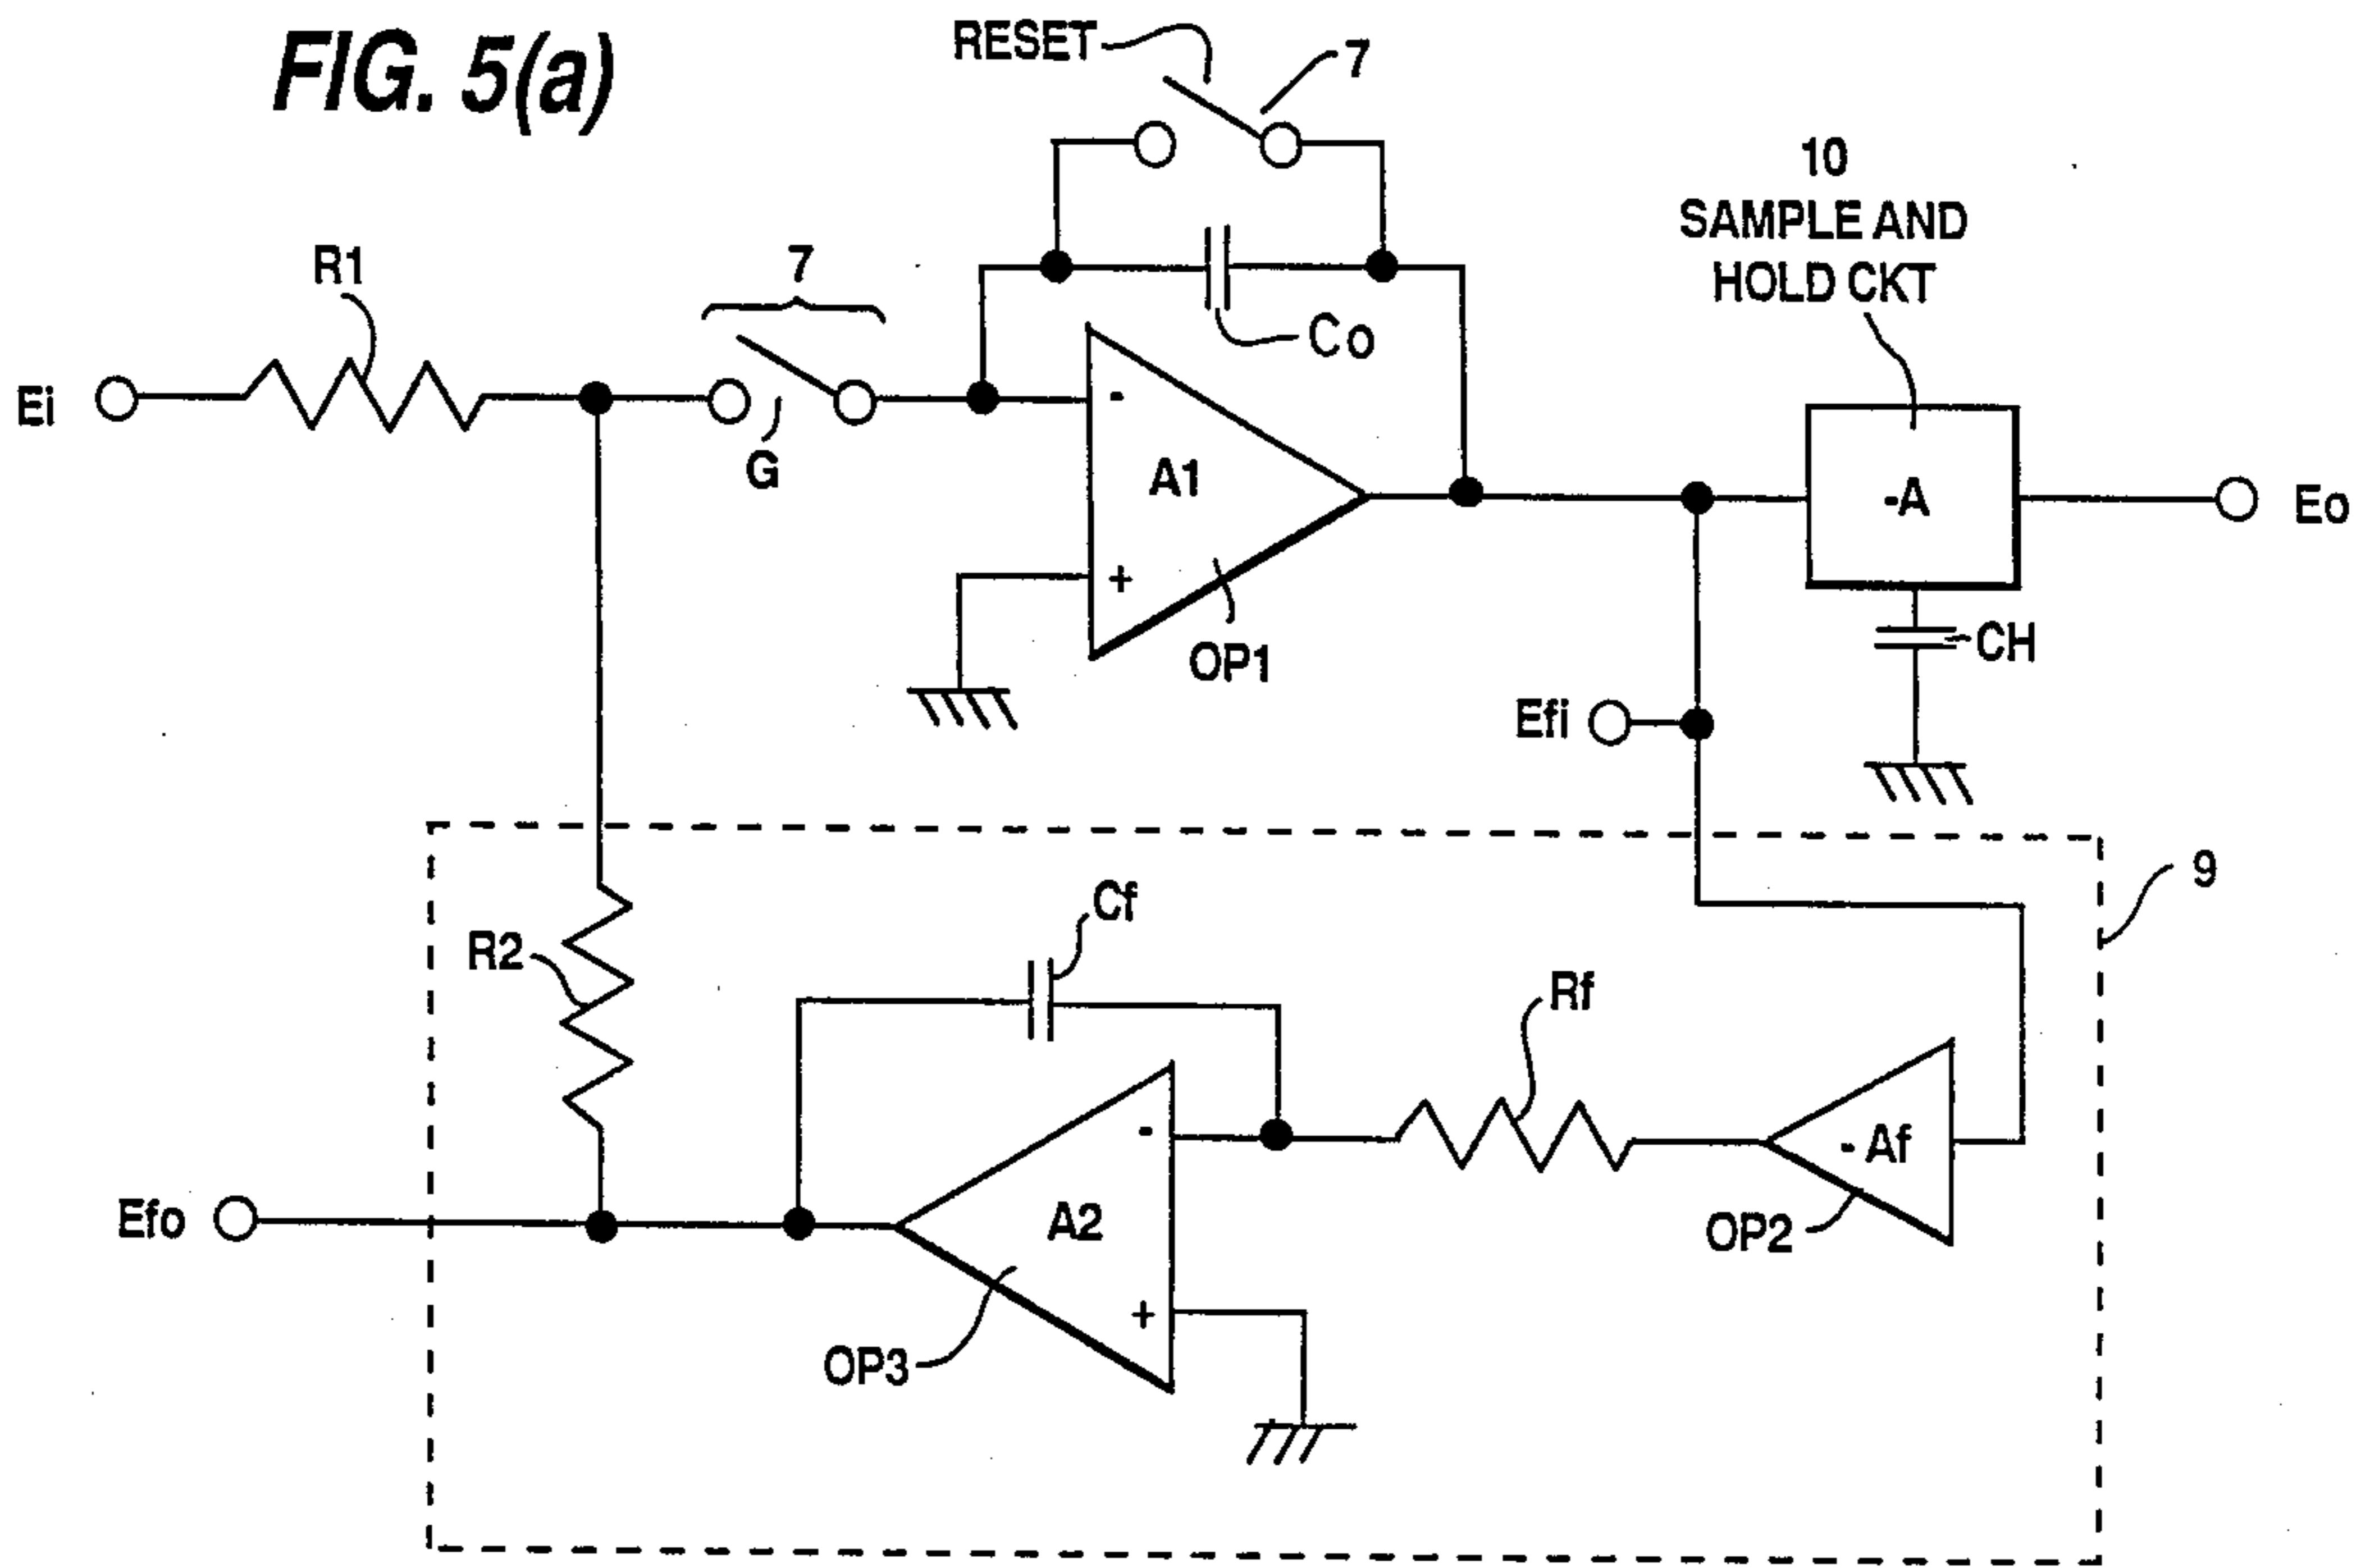 FIG. 5(a)
RESET
7
10
SAMPLE AND
HOLD CKT
R1
7
Co
Ei
-
G
A1
-A
Eo
+
OP1
CH
Efi
9
Cf
R2
Rf
-
- Af
A2
Efo
OP2
+
OP3